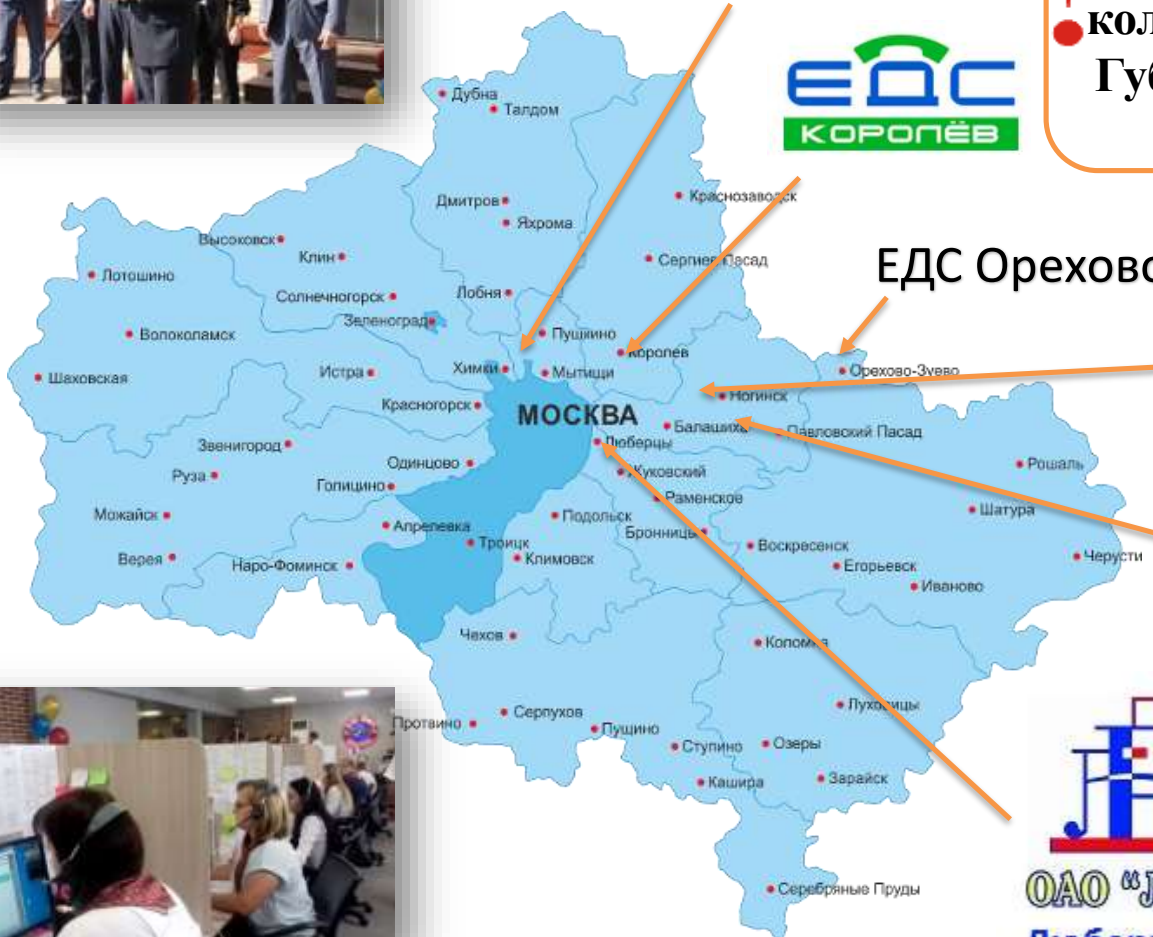 кол
Губ
ЕДС
КОРОЛЁВ
Дубна
Талдом
Дмитров
Яхрома
Краснозаводск
Высоковск
Клин
Сергиев Пасад
ЕДС Орехово
Лотошино
Солнечногорск
Лобня
Зеленоград
Пушкино
Волоколамск
Королев
Химки
Мытищи
Истра
Орехово-Зуево
Шаховская
Ногинск
Красногорск
МОСКВА
Балашиха
Павловский Пасад
Звенигород
Люберцы
Одинцово
Рошаль
Руза
Жуковский
Голицино
Раменское
Можайск
Подольск
Шатура
Апрелевка
Бронницы
Троицк
Воскресенск
Верея
Климовск
Черусти
Наро-Фоминск
Егорьевск
Иваново
Чехов
Коломна
Луховицы
Серпухов
Протвино
Пущино
Ступино
Озеры
Кашира
Зарайск
Серебряные Пруды
ОАО "Л